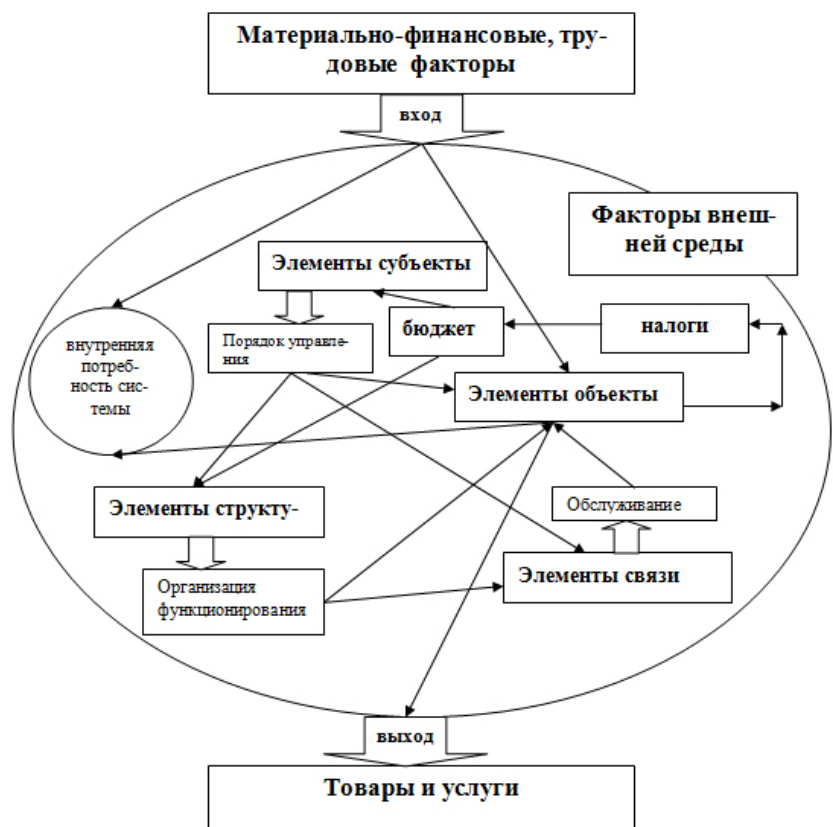 Материально-финансовые, тру-
довые факторы
вход
Факторы внеш-
ней среды
Элементы субъекты
бюджет
налоги
Порядок управле-
ния
внутренняя
потреб-
ность сис-
темы
Элементы объекты
Элементы структу-
Обслуживание
Организация
функционирования
Элементы связи
выход
Товары и услуги